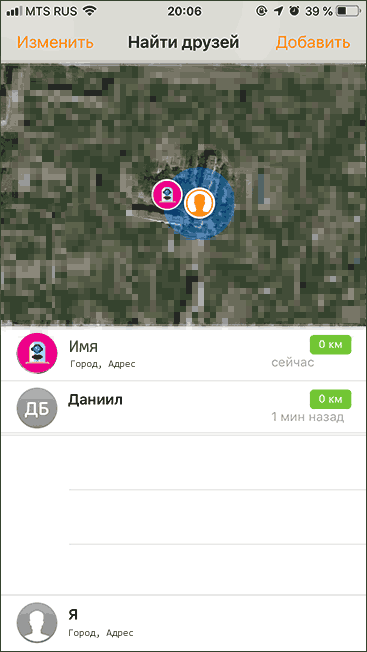 MTS RUS 20:06 39 %
Изменить Найти друзей Добавить
Имя 0 км
Город, Адрес сейчас
ДБ Даниил 0 км
1 мин назад
Я
Город, Адрес